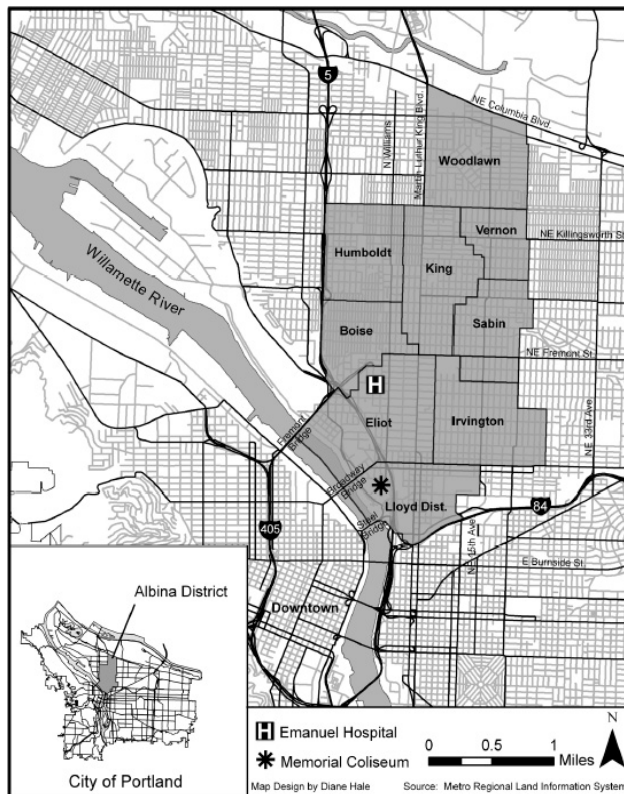 5
NE Columbia Blvd.
N Williams
Martin Luthur King Blvd.
Woodlawn
Vernon
NE Killingsworth St.
Humboldt
King
Willamette River
Boise
Sabin
NE Fremont St.
H
Eliot
Irvington
NE 33rd Ave
Fremont
Bridge
Broadway
Bridge
Lloyd Dist.
84
405
Steel
Bridge
NE 15th Ave
E Burnside St.
Downtown
Albina District
City of Portland
H Emanuel Hospital
Memorial Coliseum
N
0 0.5 1
Miles
Map Design by Diane Hale
Source: Metro Regional Land Information System